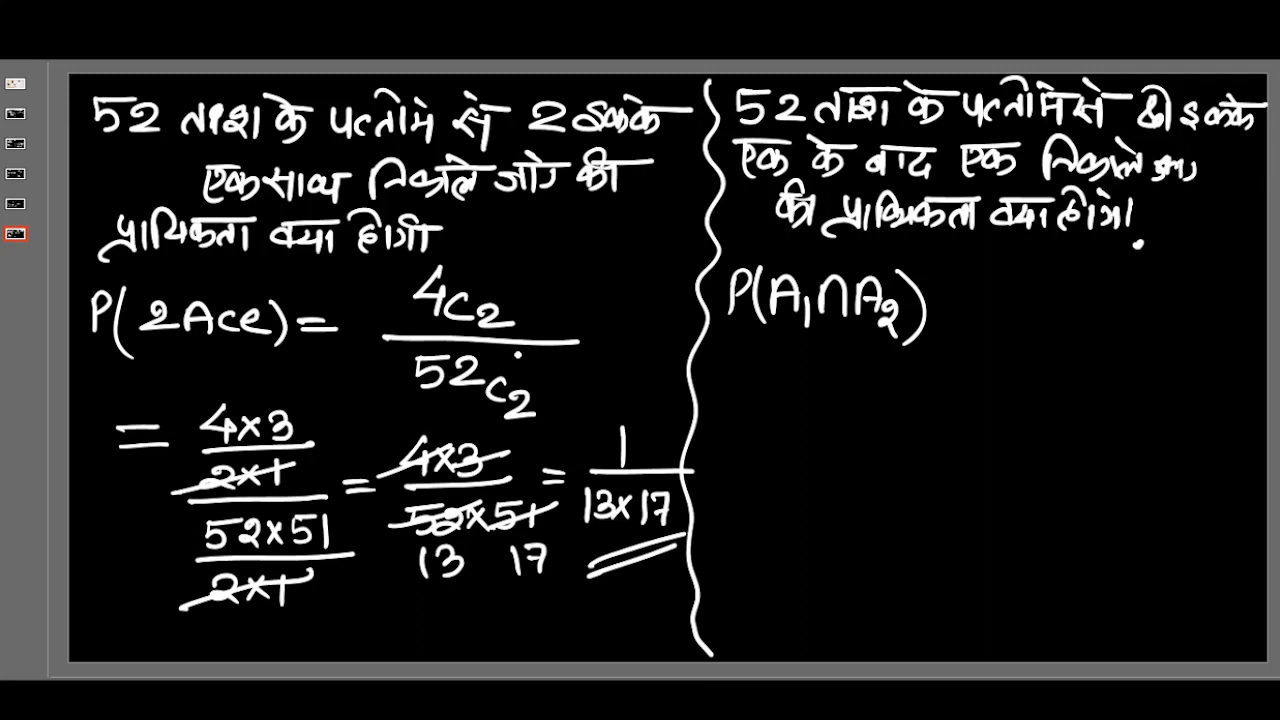 52 ताश के पत्तो मे से 2 इक्के
एक साथ निकाले जाने की
प्रायिकता क्या होगी
P(2Ace) = 4C2 / 52C2
= 4×3 / 2×1 / 52×51 / 2×1 = 4×3 / 52×51 = 1 / 13×17
13 17
52 ताश के पत्तो मे से दो इक्के
एक के बाद एक निकाले जाने
की प्रायिकता क्या होगी।
P(A1∩A2)